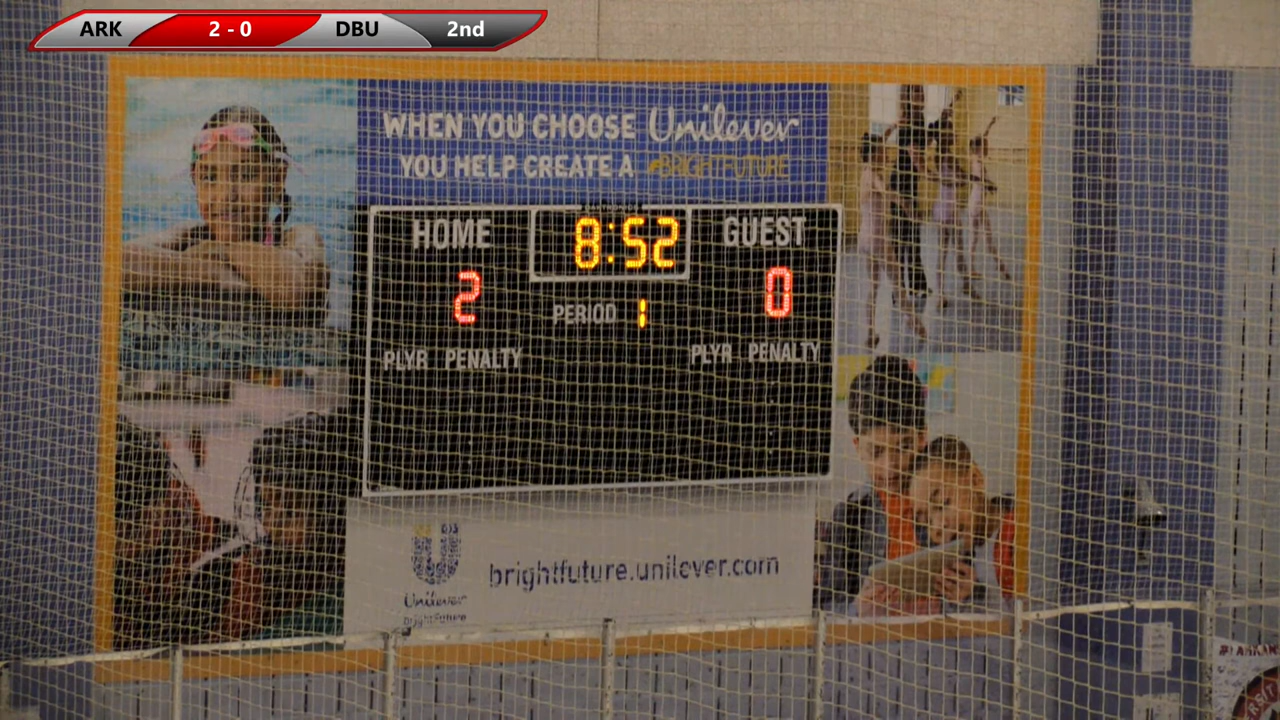 ARK 2 - 0 DBU 2nd
WHEN YOU CHOOSE Unilever
YOU HELP CREATE A #BRIGHTFUTURE
HOME 8:52 GUEST
2 PERIOD 1 0
PLYR PENALTY PLYR PENALTY
Unilever
brightfuture
brightfuture.unilever.com